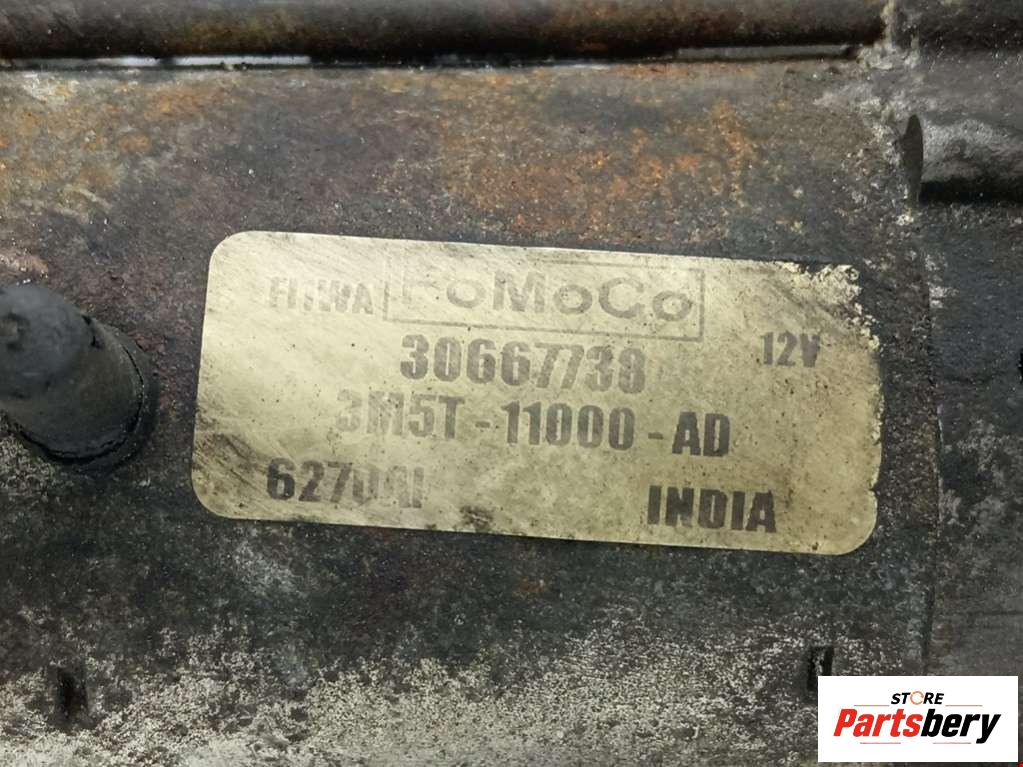 FoMoCo
30667738 12V
3M5T-11000-AD
INDIA
STORE
Partsbery